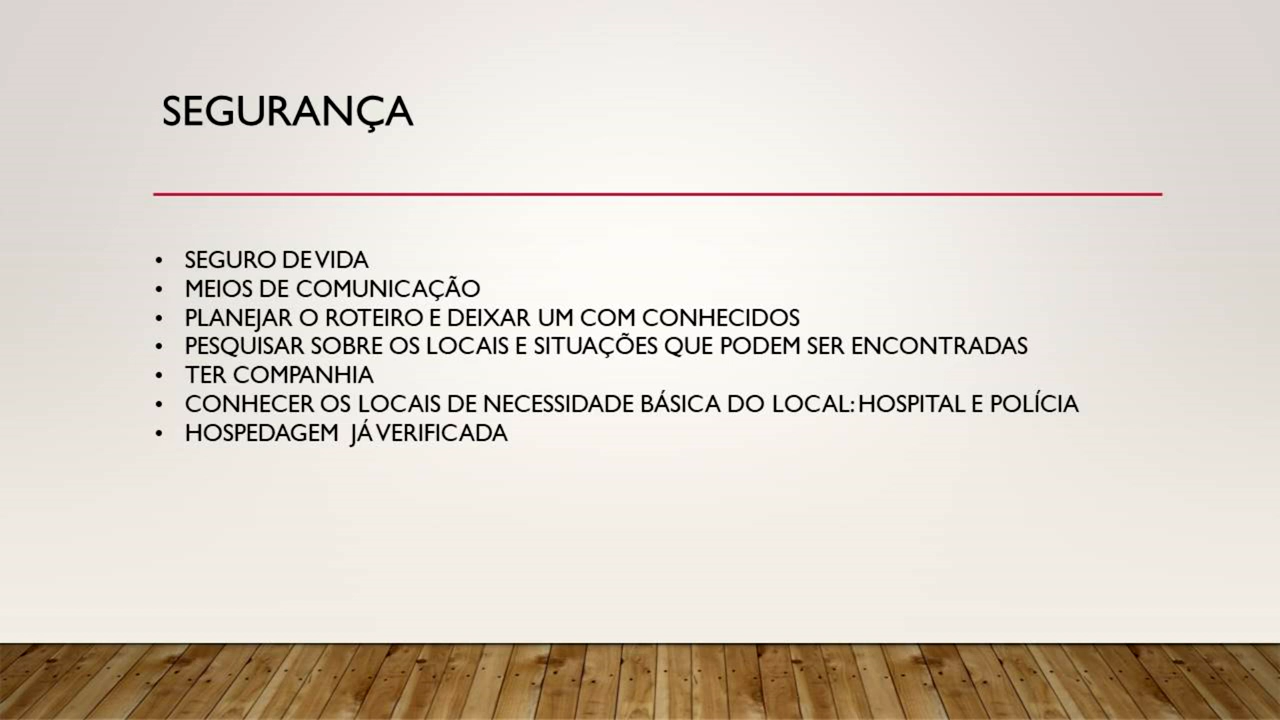 SEGURANÇA
• SEGURO DE VIDA
• MEIOS DE COMUNICAÇÃO
• PLANEJAR O ROTEIRO E DEIXAR UM COM CONHECIDOS
• PESQUISAR SOBRE OS LOCAIS E SITUAÇÕES QUE PODEM SER ENCONTRADAS
• TER COMPANHIA
• CONHECER OS LOCAIS DE NECESSIDADE BÁSICA DO LOCAL: HOSPITAL E POLÍCIA
• HOSPEDAGEM JÁ VERIFICADA